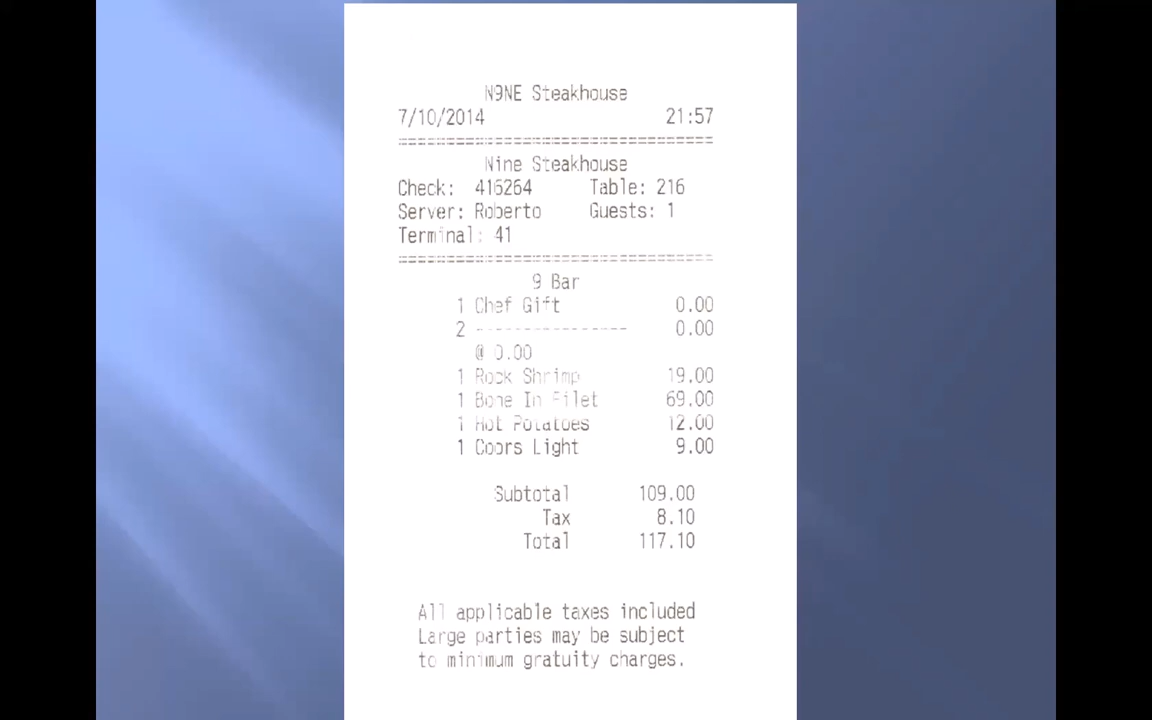 N9NE Steakhouse
7/10/2014 21:57
=================================
Nine Steakhouse
Check: 416264 Table: 216
Server: Roberto Guests: 1
Terminal: 41
=================================
9 Bar
1 Chef Gift 0.00
2 ---------------- 0.00
@ 0.00
1 Rock Shrimp 19.00
1 Bone In Filet 69.00
1 Hot Potatoes 12.00
1 Coors Light 9.00
Subtotal 109.00
Tax 8.10
Total 117.10
All applicable taxes included
Large parties may be subject
to minimum gratuity charges.